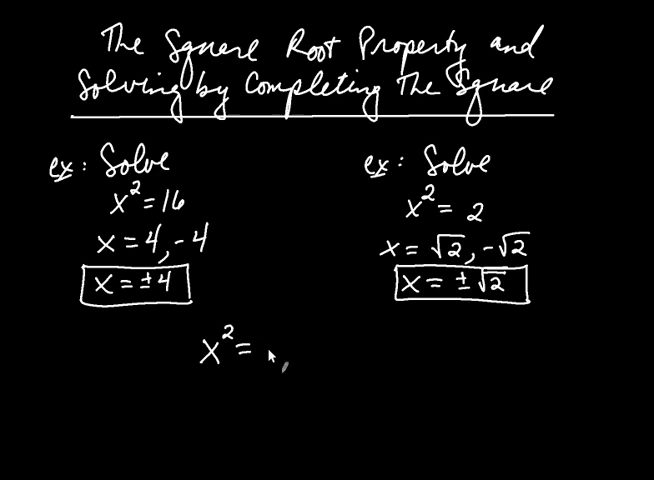 The Square Root Property and
Solving by Completing The Square
ex: Solve
x² = 16
x = 4, -4
x = ±4
ex: Solve
x² = 2
x = √2, -√2
x = ±√2
x² =